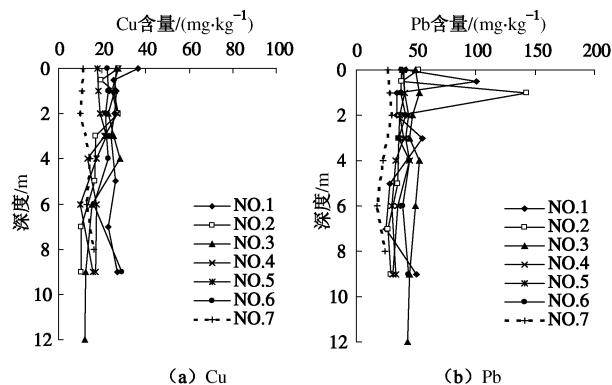 Cu含量/(mg·kg⁻¹)
0 20 40 60 80 100
0
2
4
6
8
10
12
深度/m
NO.1
NO.2
NO.3
NO.4
NO.5
NO.6
NO.7
(a) Cu
Pb含量/(mg·kg⁻¹)
0 50 100 150 200
0
2
4
6
8
10
12
深度/m
NO.1
NO.2
NO.3
NO.4
NO.5
NO.6
NO.7
(b) Pb